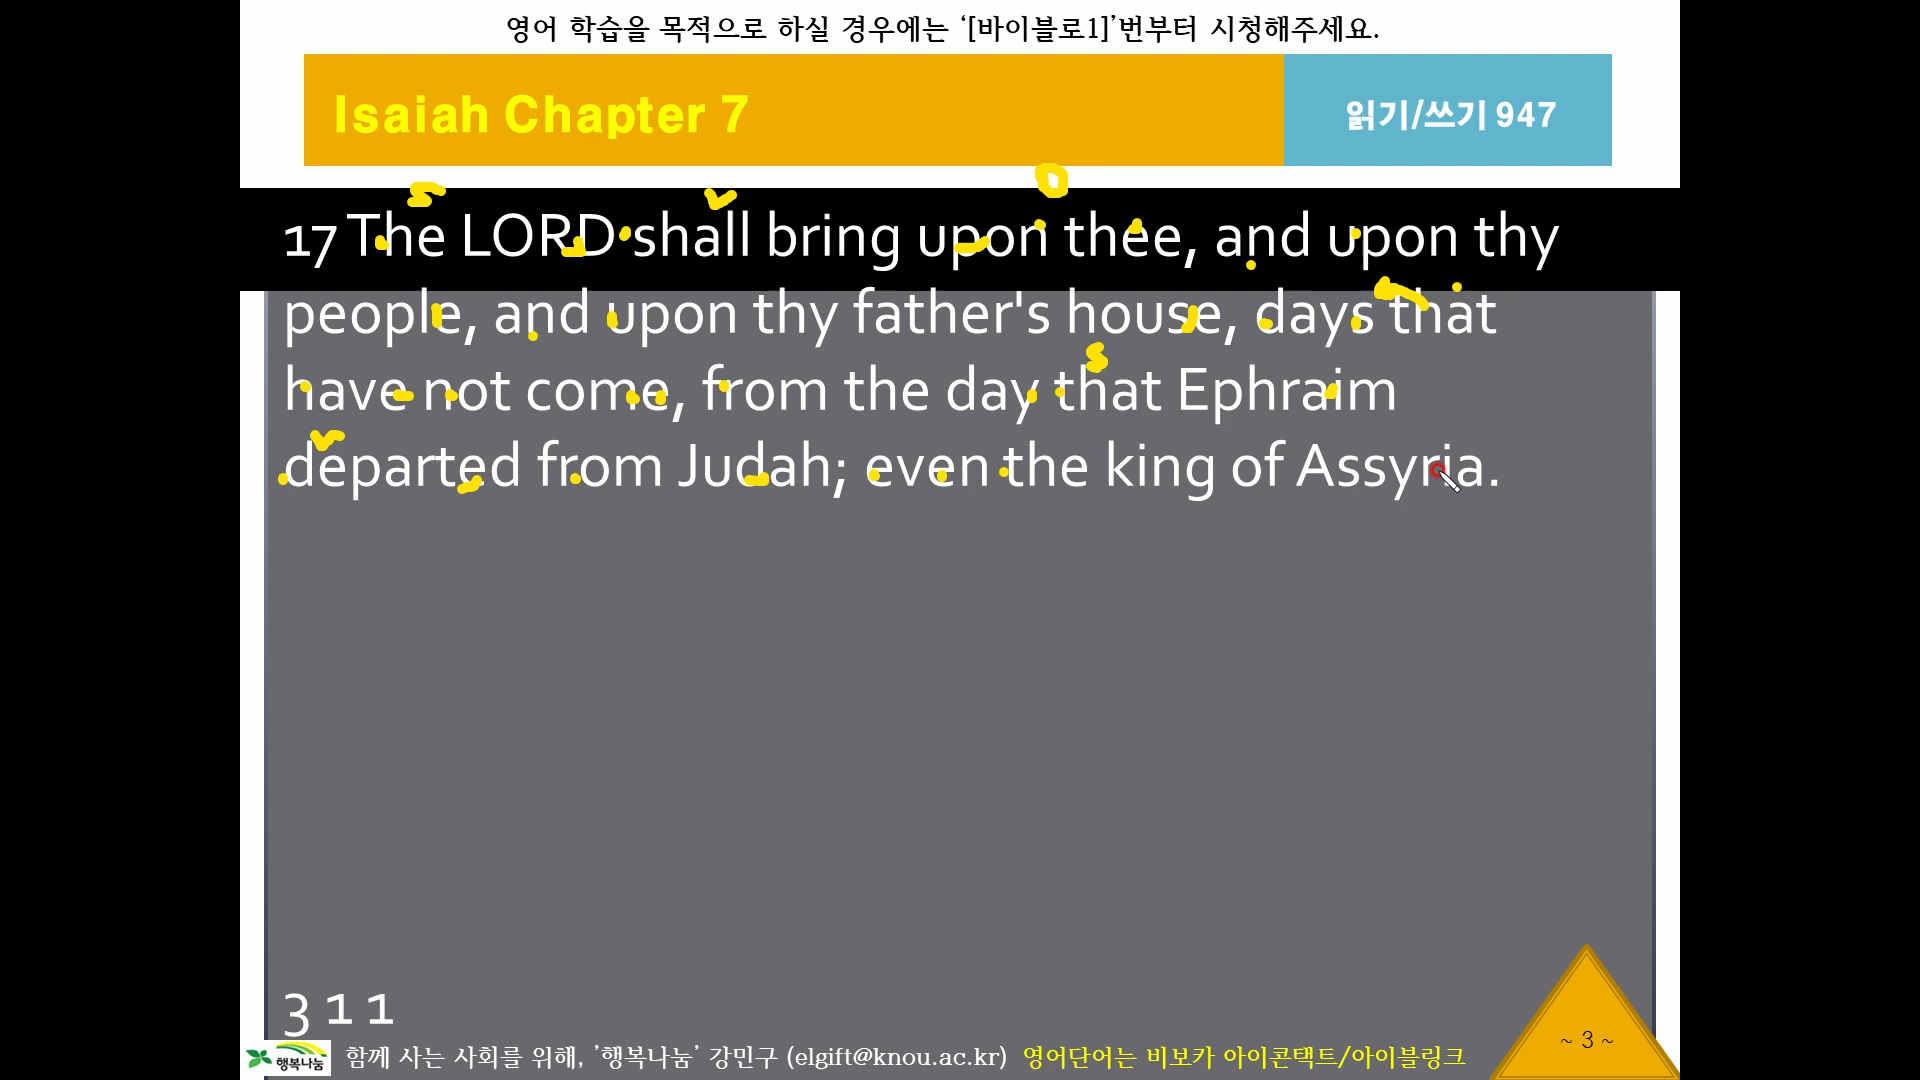 영어 학습을 목적으로 하실 경우에는 ‘[바이블로1]’번부터 시청해주세요.
Isaiah Chapter 7
읽기/쓰기 947
17 The LORD shall bring upon thee, and upon thy
people, and upon thy father's house, days that
have not come, from the day that Ephraim
departed from Judah; even the king of Assyria.
3 1 1
~ 3 ~
행복나눔
함께 사는 사회를 위해, ’행복나눔’ 강민구 (elgift@knou.ac.kr) 영어단어는 비보카 아이콘택트/아이블링크